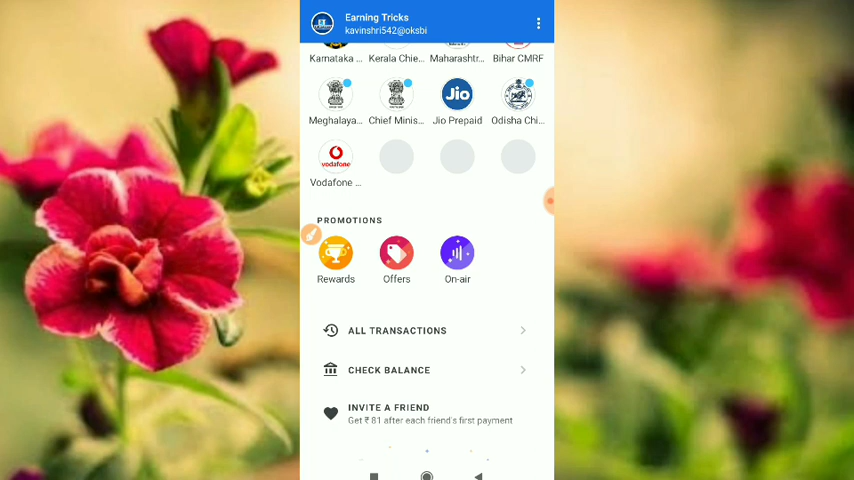 Earning Tricks
kavinshri542@oksbi
Karnataka ... Kerala Chie... Maharashtr... Bihar CMRF
Jio
Meghalaya... Chief Minis... Jio Prepaid Odisha Chi...
vodafone
Vodafone ...
PROMOTIONS
Rewards Offers On-air
ALL TRANSACTIONS
CHECK BALANCE
INVITE A FRIEND
Get ₹ 81 after each friend's first payment